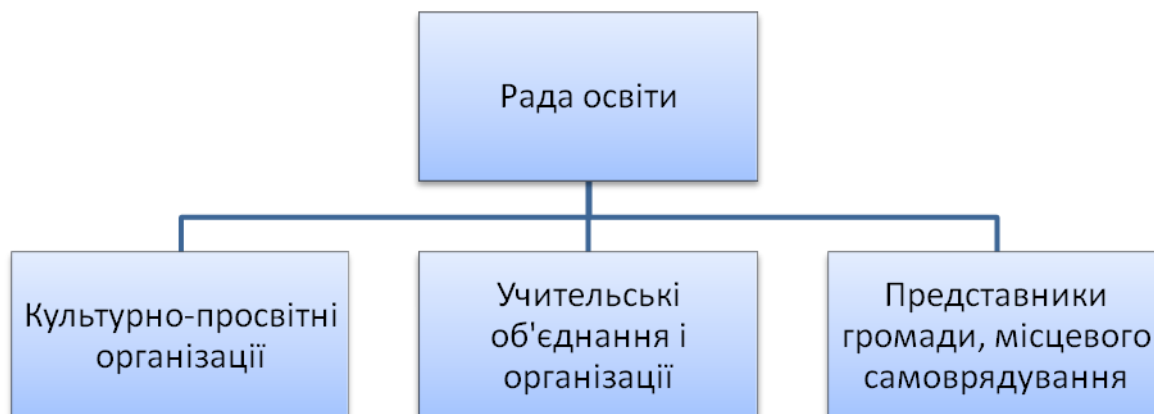 Рада освіти
Культурно-просвітні
організації
Учительські
об'єднання і
організації
Представники
громади, місцевого
самоврядування